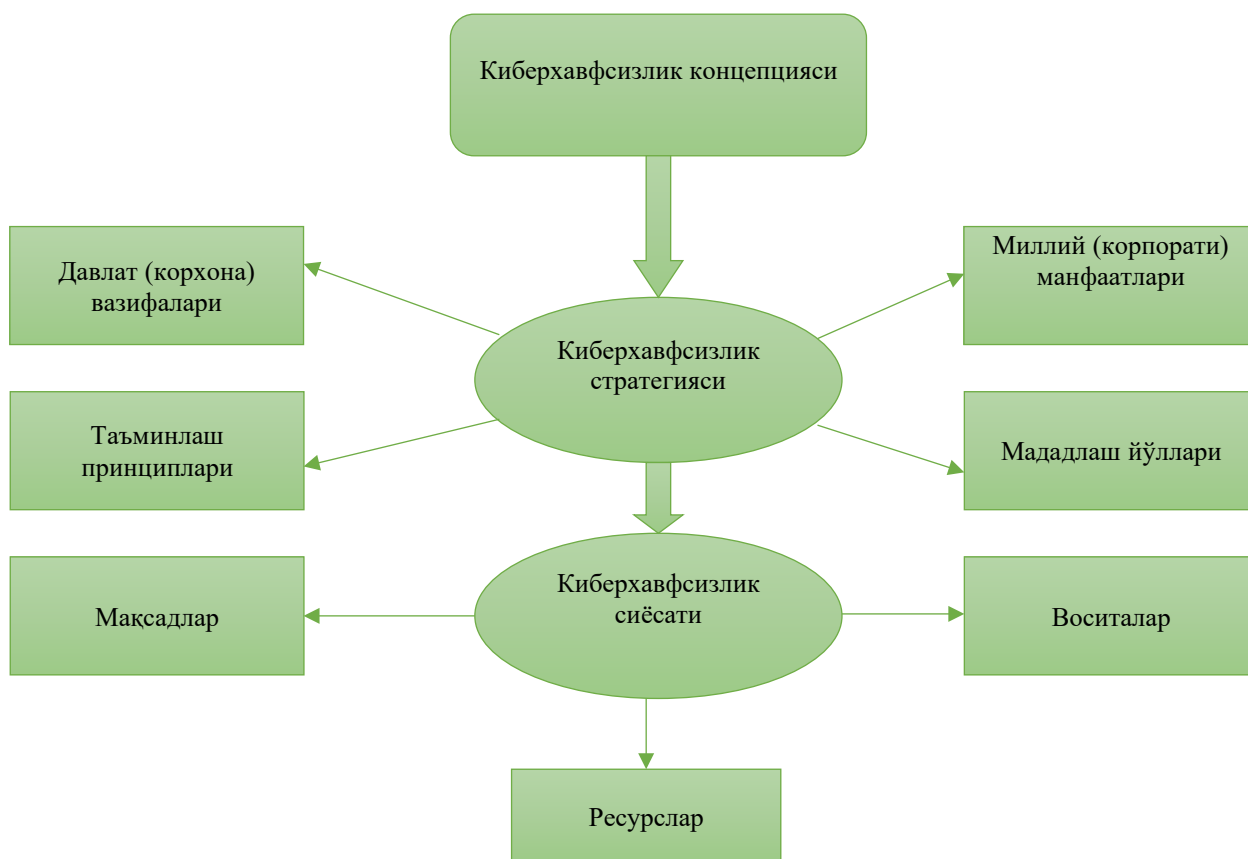 Киберхавфсизлик концепцияси
Давлат (корхона)
вазифалари
Миллий (корпорати)
манфаатлари
Киберхавфсизлик
стратегияси
Таъминлаш
принциплари
Мададлаш йўллари
Мақсадлар
Киберхавфсизлик
сиёсати
Воситалар
Ресурслар